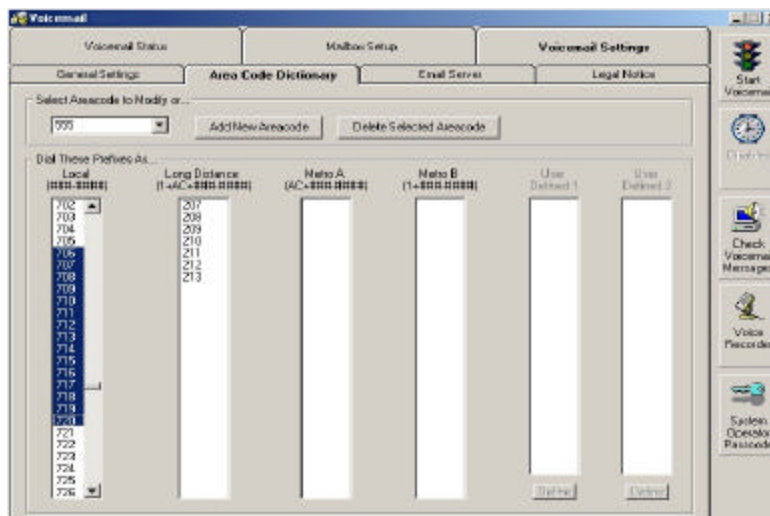 Voicemail
Voicemail Status
Mailbox Setup
Voicemail Settings
General Settings
Area Code Dictionary
Email Server
Legal Notice
Select Areacode to Modify or...
555
Add New Areacode
Delete Selected Areacode
Dial These Prefixes As...
Local
(###-####)
Long Distance
(1+AC+###-####)
Metro A
(AC+###-####)
Metro B
(1+###-####)
User
Defined 1
User
Defined 2
702
703
704
705
706
707
708
709
710
711
712
713
714
715
716
717
718
719
720
721
722
723
724
725
726
207
208
209
210
211
212
213
Define
Define
Start
Voicemail
Disabled
Check
Voicemail
Messages
Voice
Recorder
System
Operator
Passcode